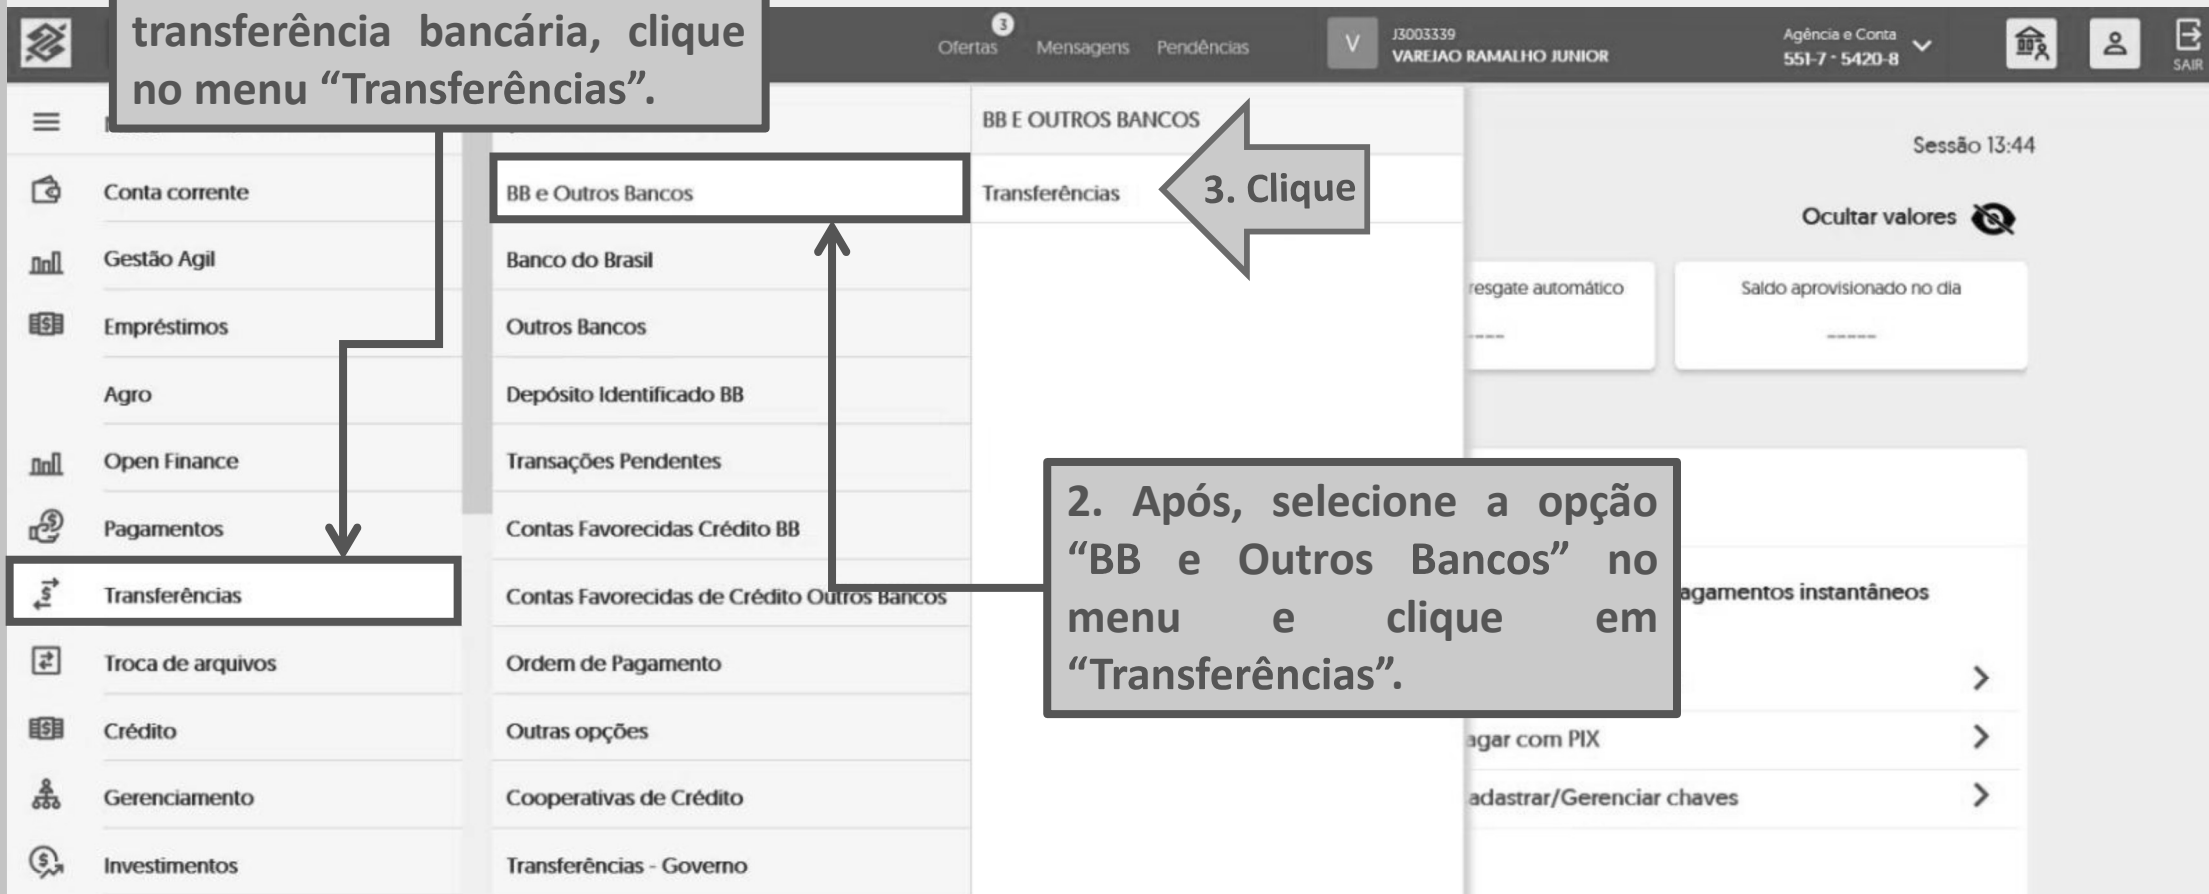 transferência bancária, clique
no menu “Transferências”.
3
Ofertas
Mensagens
Pendências
V
J3003339
VAREJAO RAMALHO JUNIOR
Agência e Conta
551-7 - 5420-8
SAIR
BB E OUTROS BANCOS
Sessão 13:44
Conta corrente
BB e Outros Bancos
Transferências
3. Clique
Ocultar valores
Gestão Agil
Banco do Brasil
resgate automático
Saldo aprovisionado no dia
----
-----
Empréstimos
Outros Bancos
Agro
Depósito Identificado BB
Open Finance
Transações Pendentes
2. Após, selecione a opção
“BB e Outros Bancos” no
menu e clique em
“Transferências”.
Pagamentos
Contas Favorecidas Crédito BB
Transferências
Contas Favorecidas de Crédito Outros Bancos
agamentos instantâneos
Troca de arquivos
Ordem de Pagamento
Crédito
Outras opções
agar com PIX
Gerenciamento
Cooperativas de Crédito
adastrar/Gerenciar chaves
Investimentos
Transferências - Governo